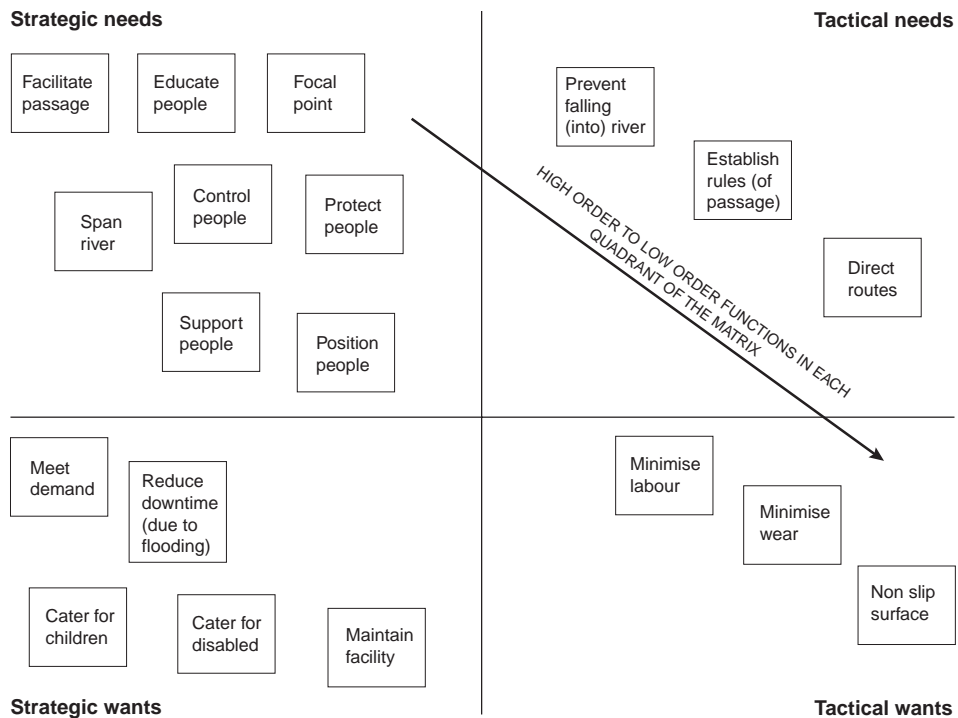 Strategic needs
Tactical needs
Facilitate
passage
Educate
people
Focal
point
Span
river
Control
people
Protect
people
Support
people
Position
people
Prevent
falling
(into) river
Establish
rules (of
passage)
Direct
routes
HIGH ORDER TO LOW ORDER FUNCTIONS IN EACH
QUADRANT OF THE MATRIX
Meet
demand
Reduce
downtime
(due to
flooding)
Cater for
children
Cater for
disabled
Maintain
facility
Minimise
labour
Minimise
wear
Non slip
surface
Strategic wants
Tactical wants